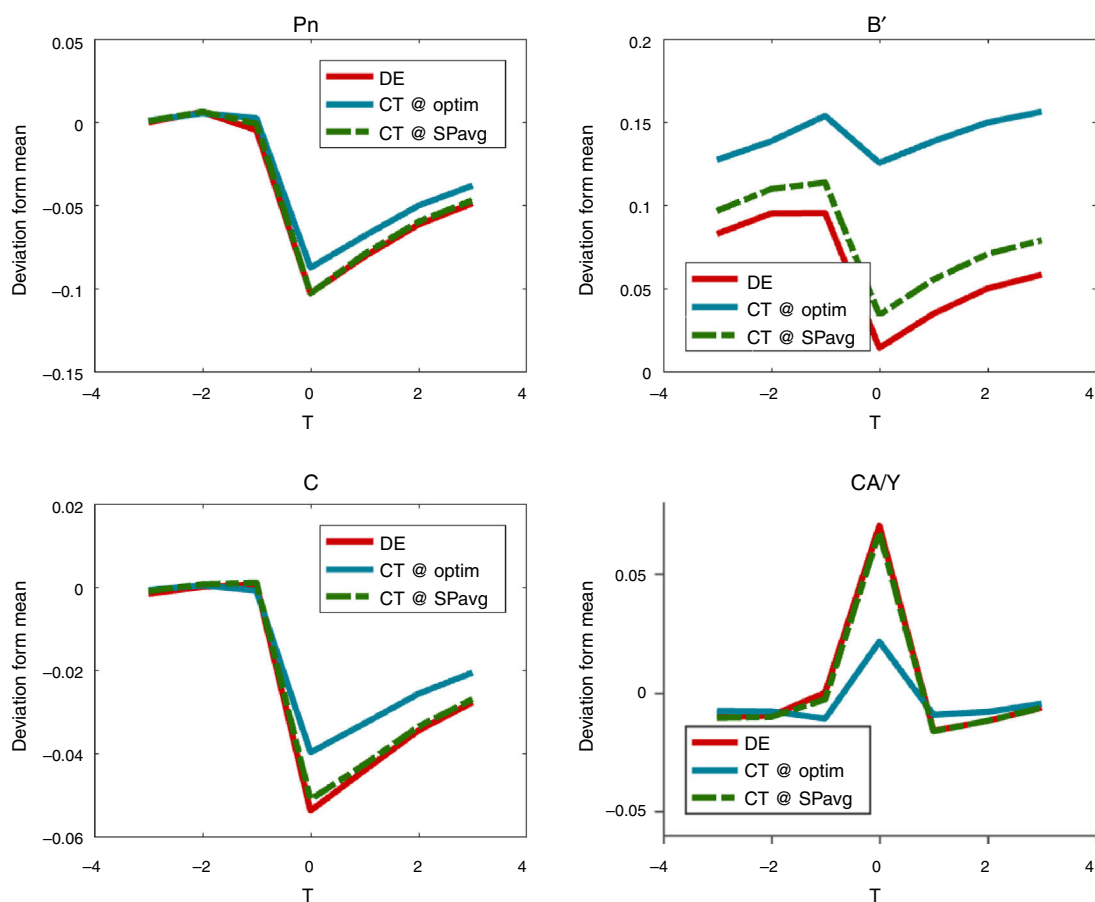 Pn
0.05
0
−0.05
−0.1
−0.15
Deviation form mean
DE
CT @ optim
CT @ SPavg
−4
−2
0
2
4
T
B′
0.2
0.15
0.1
0.05
0
Deviation form mean
DE
CT @ optim
CT @ SPavg
−4
−2
0
2
4
T
C
0.02
0
−0.02
−0.04
−0.06
Deviation form mean
DE
CT @ optim
CT @ SPavg
−4
−2
0
2
4
T
CA/Y
0.05
0
−0.05
Deviation form mean
DE
CT @ optim
CT @ SPavg
−4
−2
0
2
4
T